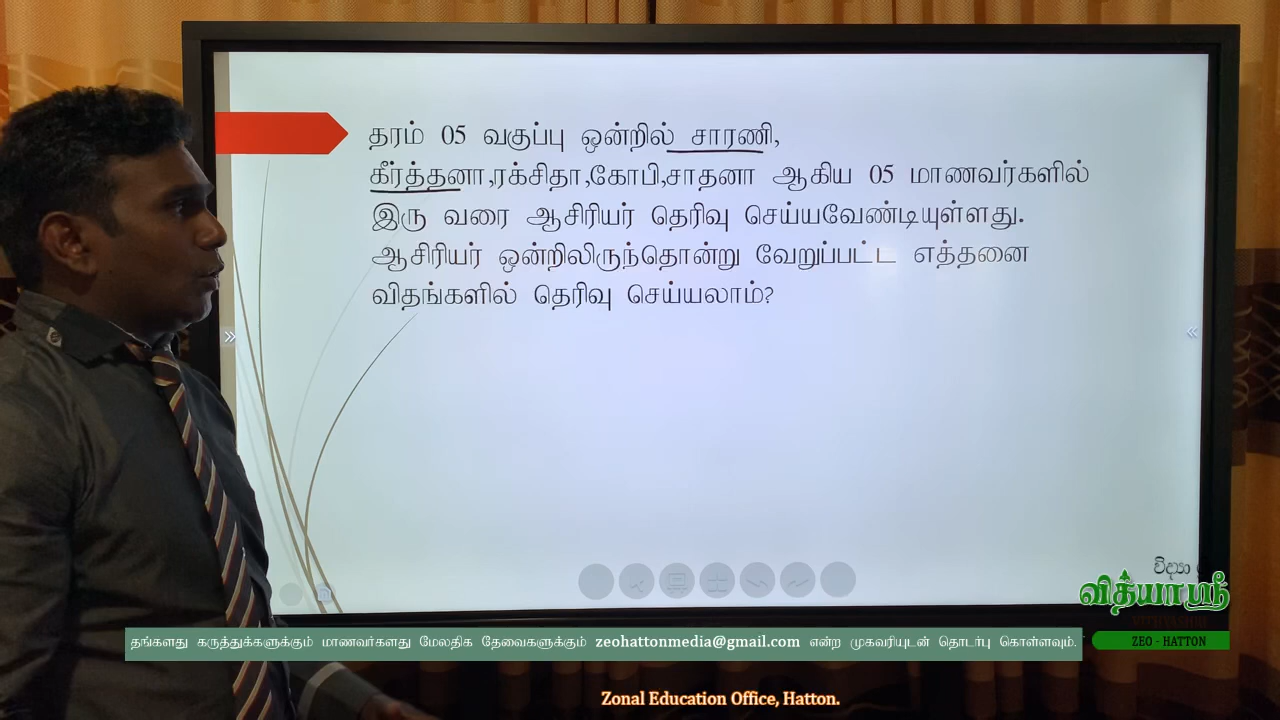 தரம் 05 வகுப்பு ஒன்றில் சாரணி,
கீர்த்தனா,ரக்சிதா,கோபி,சாதனா ஆகிய 05 மாணவர்களில்
இரு வரை ஆசிரியர் தெரிவு செய்யவேண்டியுள்ளது.
ஆசிரியர் ஒன்றிலிருந்தொன்று வேறுப்பட்ட எத்தனை
விதங்களில் தெரிவு செய்யலாம்?
විද්‍යා
வித்யாஸ்ரீ
ZEO - HATTON
தங்களது கருத்துக்களுக்கும் மாணவர்களது மேலதிக தேவைகளுக்கும் zeohattonmedia@gmail.com என்ற முகவரியுடன் தொடர்பு கொள்ளவும்.
Zonal Education Office, Hatton.